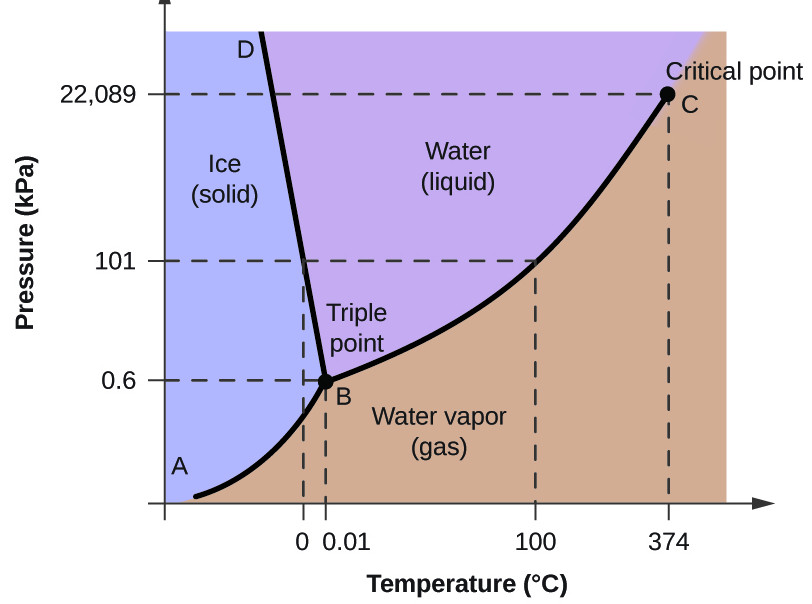 D
Critical point
22,089
C
Ice
(solid)
Water
(liquid)
Pressure (kPa)
101
Triple
point
0.6
B
Water vapor
(gas)
A
0
0.01
100
374
Temperature (°C)